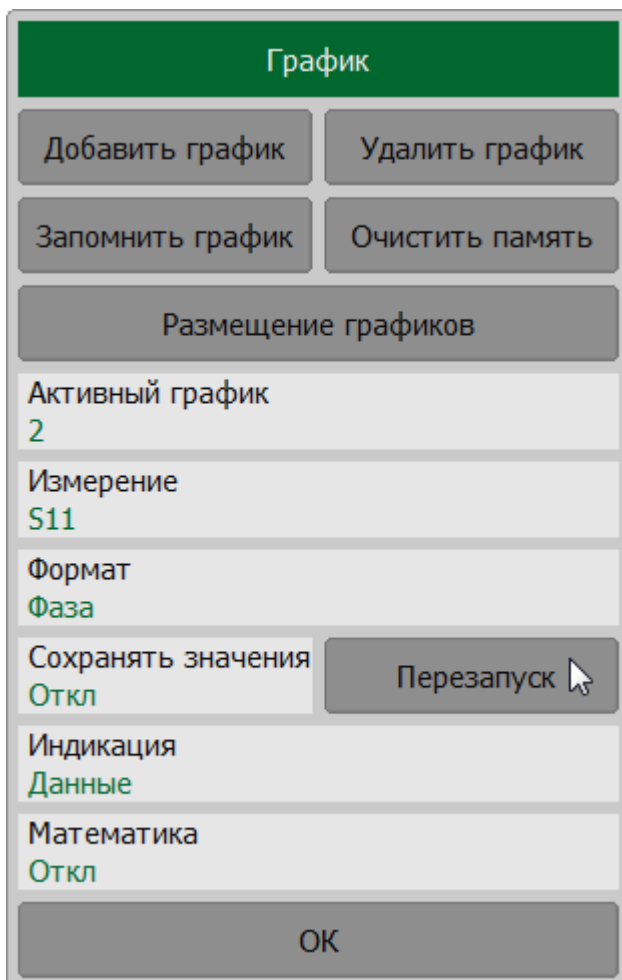 График
Добавить график
Удалить график
Запомнить график
Очистить память
Размещение графиков
Активный график
2
Измерение
S11
Формат
Фаза
Сохранять значения
Откл
Перезапуск
Индикация
Данные
Математика
Откл
ОК